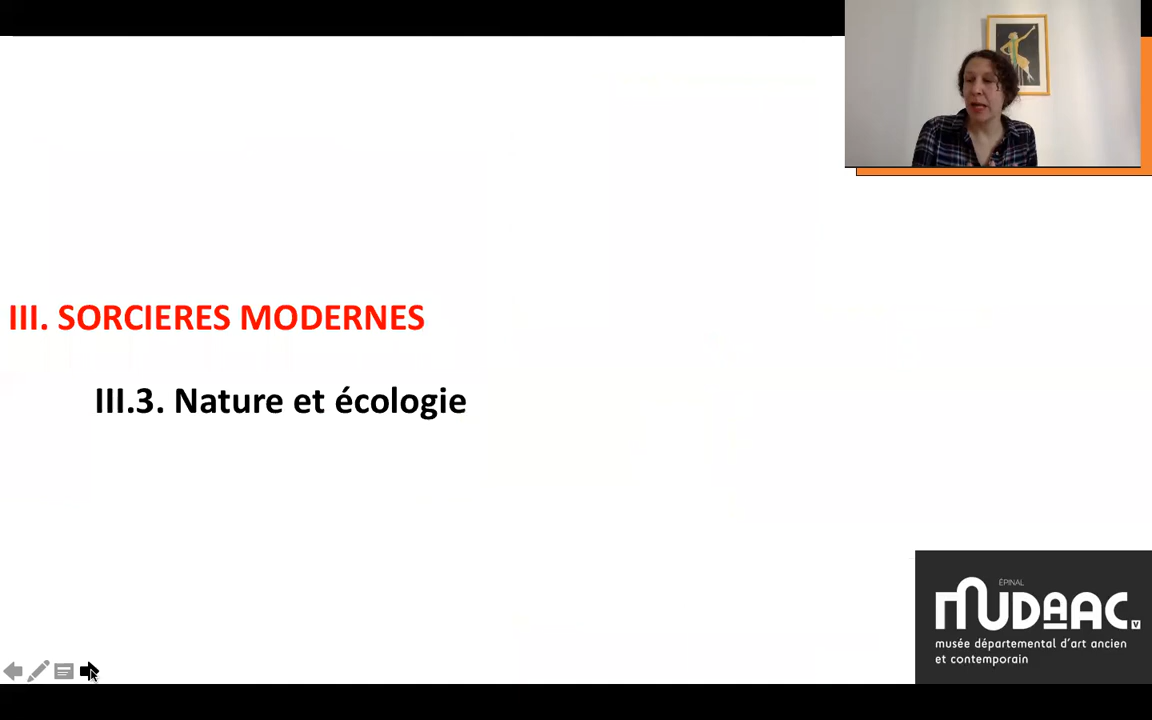 III. SORCIERES MODERNES
III.3. Nature et écologie
ÉPINAL
MUDAAC
V
musée départemental d'art ancien
et contemporain